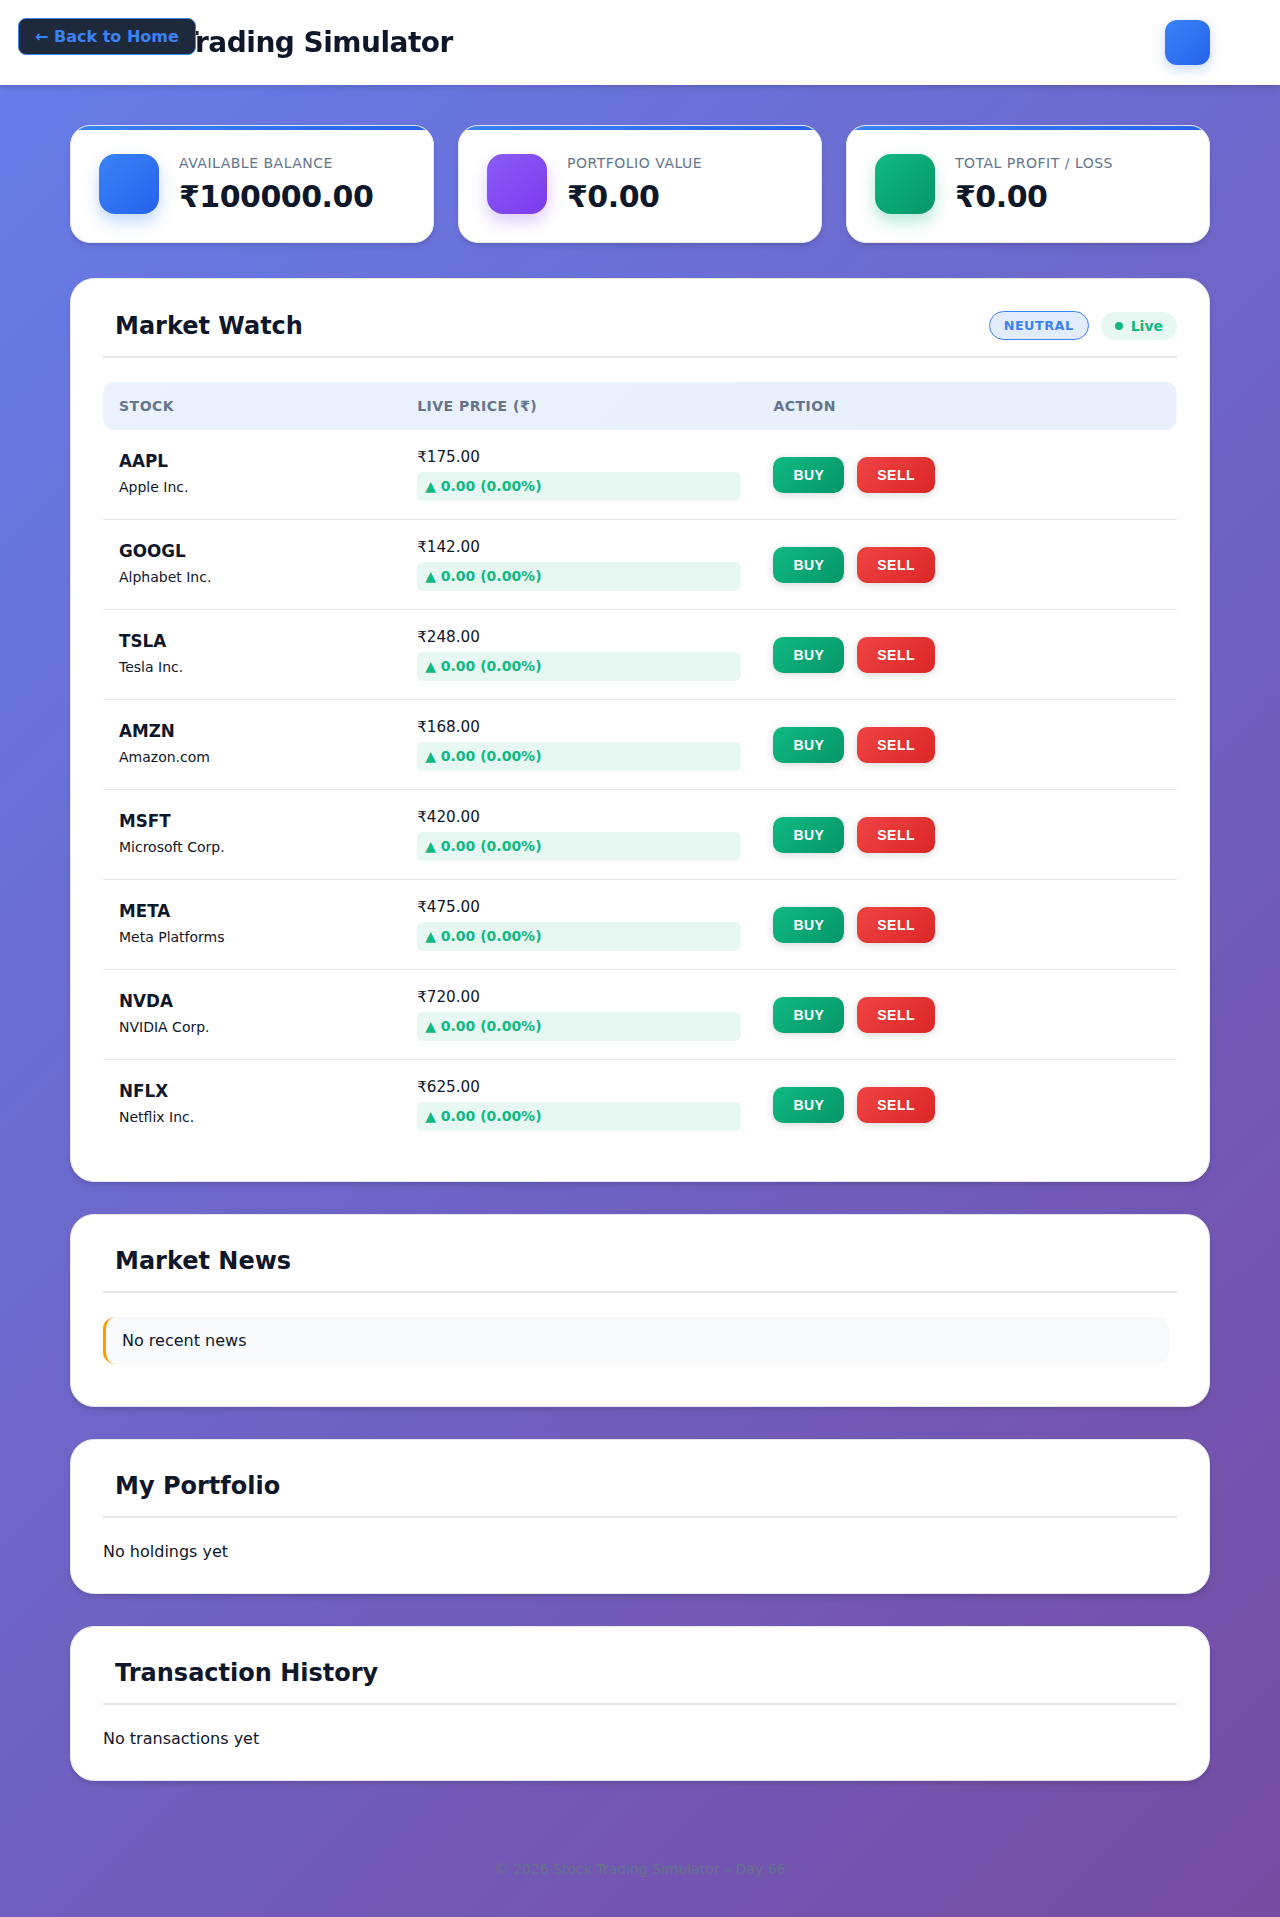 ← Back to Home
Trading Simulator
AVAILABLE BALANCE
₹100000.00
PORTFOLIO VALUE
₹0.00
TOTAL PROFIT / LOSS
₹0.00
Market Watch
NEUTRAL
Live
STOCK LIVE PRICE (₹) ACTION
AAPL
Apple Inc.
₹175.00
▲ 0.00 (0.00%)
BUY SELL
GOOGL
Alphabet Inc.
₹142.00
▲ 0.00 (0.00%)
BUY SELL
TSLA
Tesla Inc.
₹248.00
▲ 0.00 (0.00%)
BUY SELL
AMZN
Amazon.com
₹168.00
▲ 0.00 (0.00%)
BUY SELL
MSFT
Microsoft Corp.
₹420.00
▲ 0.00 (0.00%)
BUY SELL
META
Meta Platforms
₹475.00
▲ 0.00 (0.00%)
BUY SELL
NVDA
NVIDIA Corp.
₹720.00
▲ 0.00 (0.00%)
BUY SELL
NFLX
Netflix Inc.
₹625.00
▲ 0.00 (0.00%)
BUY SELL
Market News
No recent news
My Portfolio
No holdings yet
Transaction History
No transactions yet
© 2026 Stock Trading Simulator - Day 66